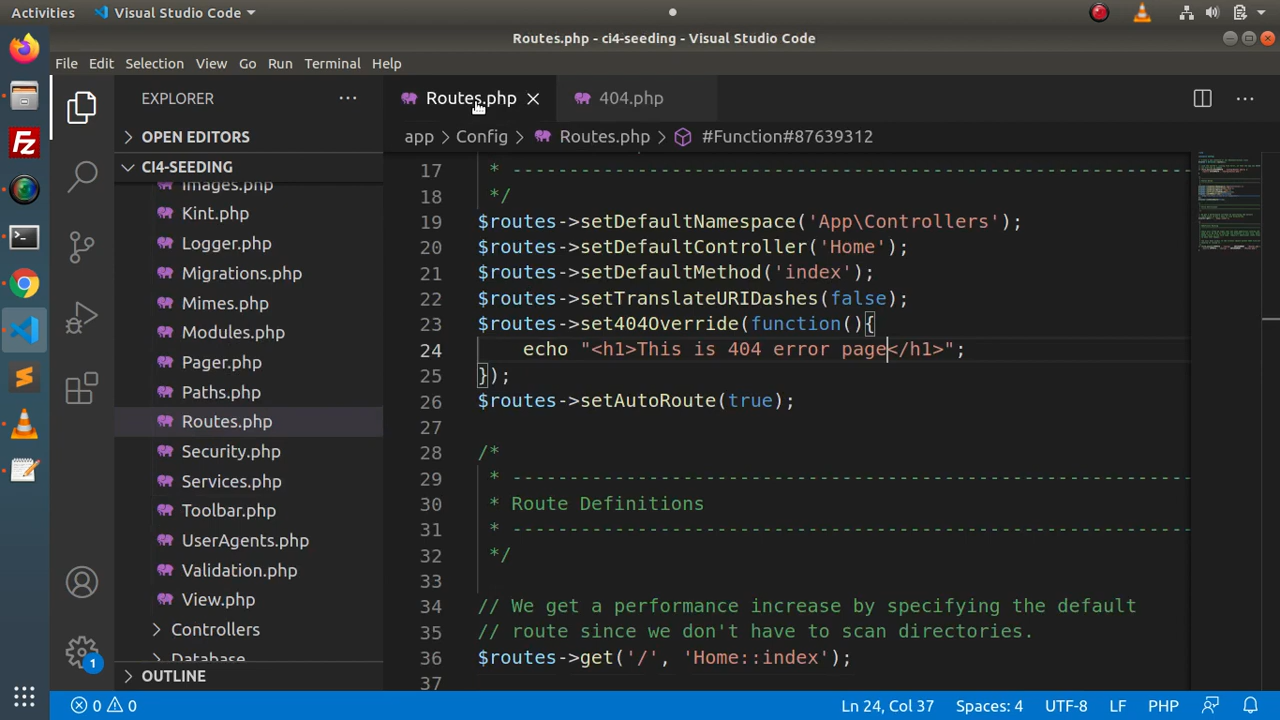 Activities
Visual Studio Code
Routes.php - ci4-seeding - Visual Studio Code
File Edit Selection View Go Run Terminal Help
EXPLORER
OPEN EDITORS
CI4-SEEDING
Images.php
Kint.php
Logger.php
Migrations.php
Mimes.php
Modules.php
Pager.php
Paths.php
Routes.php
Security.php
Services.php
Toolbar.php
UserAgents.php
Validation.php
View.php
Controllers
Database
OUTLINE
Routes.php
404.php
app > Config > Routes.php > #Function#87639312
17 * --------------------------------------------------------------------
18 */
19 $routes->setDefaultNamespace('App\Controllers');
20 $routes->setDefaultController('Home');
21 $routes->setDefaultMethod('index');
22 $routes->setTranslateURIDashes(false);
23 $routes->set404Override(function(){
24 echo "<h1>This is 404 error page</h1>";
25 });
26 $routes->setAutoRoute(true);
27
28 /*
29 * --------------------------------------------------------------------
30 * Route Definitions
31 * --------------------------------------------------------------------
32 */
33
34 // We get a performance increase by specifying the default
35 // route since we don't have to scan directories.
36 $routes->get('/', 'Home::index');
37
1
0 0 Ln 24, Col 37 Spaces: 4 UTF-8 LF PHP